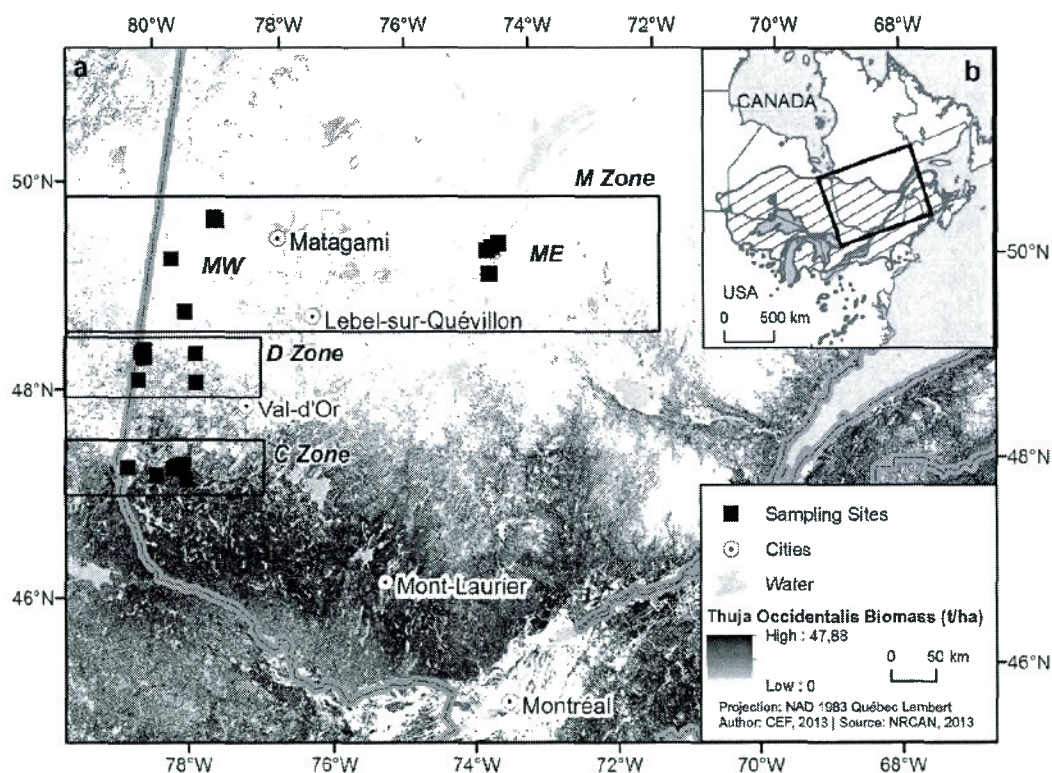 80°W 78°W 76°W 74°W 72°W 70°W 68°W
a
b
CANADA
USA
0 500 km
50°N
M Zone
Matagami
MW
ME
50°N
Lebel-sur-Quévillon
D Zone
48°N
Val-d'Or
C Zone
48°N
Sampling Sites
Cities
Water
Thuja Occidentalis Biomass (t/ha)
High : 47,88
0 50 km
Low : 0
Projection: NAD 1983 Québec Lambert
Author: CEF, 2013 | Source: NRCAN, 2013
Mont-Laurier
46°N
46°N
Montréal
78°W 76°W 74°W 72°W 70°W 68°W